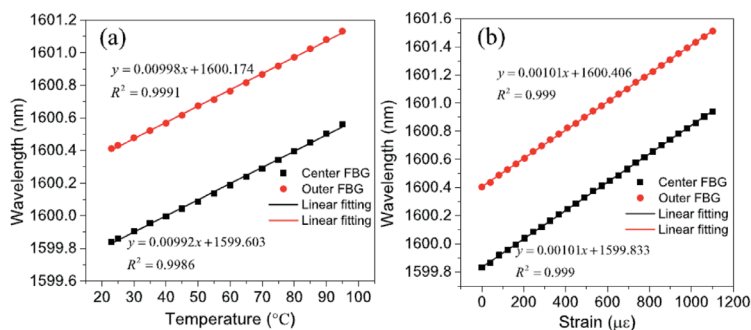 (a)
y = 0.00998x+1600.174
R² = 0.9991
Center FBG
Outer FBG
Linear fitting
Linear fitting
y = 0.00992x+1599.603
R² = 0.9986
1601.2
1601.0
1600.8
1600.6
1600.4
1600.2
1600.0
1599.8
1599.6
Wavelength (nm)
20 30 40 50 60 70 80 90 100
Temperature (°C)
(b)
y = 0.00101x+1600.406
R² = 0.999
Center FBG
Outer FBG
Linear fitting
Linear fitting
y = 0.00101x+1599.833
R² = 0.999
1601.6
1601.4
1601.2
1601.0
1600.8
1600.6
1600.4
1600.2
1600.0
1599.8
Wavelength (nm)
0 200 400 600 800 1000 1200
Strain (με)